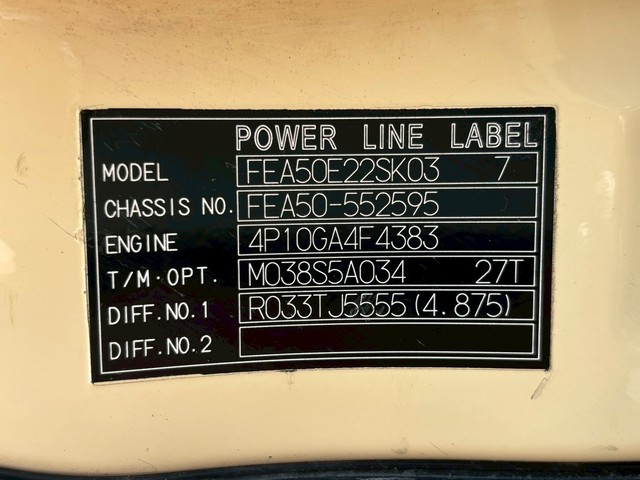 POWER LINE LABEL
MODEL FEA50E22SK03 7
CHASSIS NO. FEA50-552595
ENGINE 4P10GA4F4383
T/M·OPT. M038S5A034 27T
DIFF.NO.1 R033TJ5555(4.875)
DIFF.NO.2